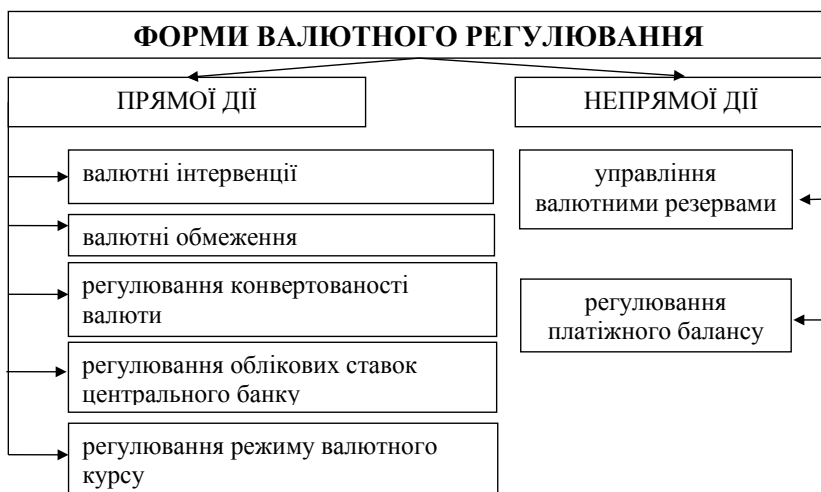 ФОРМИ ВАЛЮТНОГО РЕГУЛЮВАННЯ
ПРЯМОЇ ДІЇ
НЕПРЯМОЇ ДІЇ
валютні інтервенції
валютні обмеження
регулювання конвертованості
валюти
регулювання облікових ставок
центрального банку
регулювання режиму валютного
курсу
управління
валютними резервами
регулювання
платіжного балансу